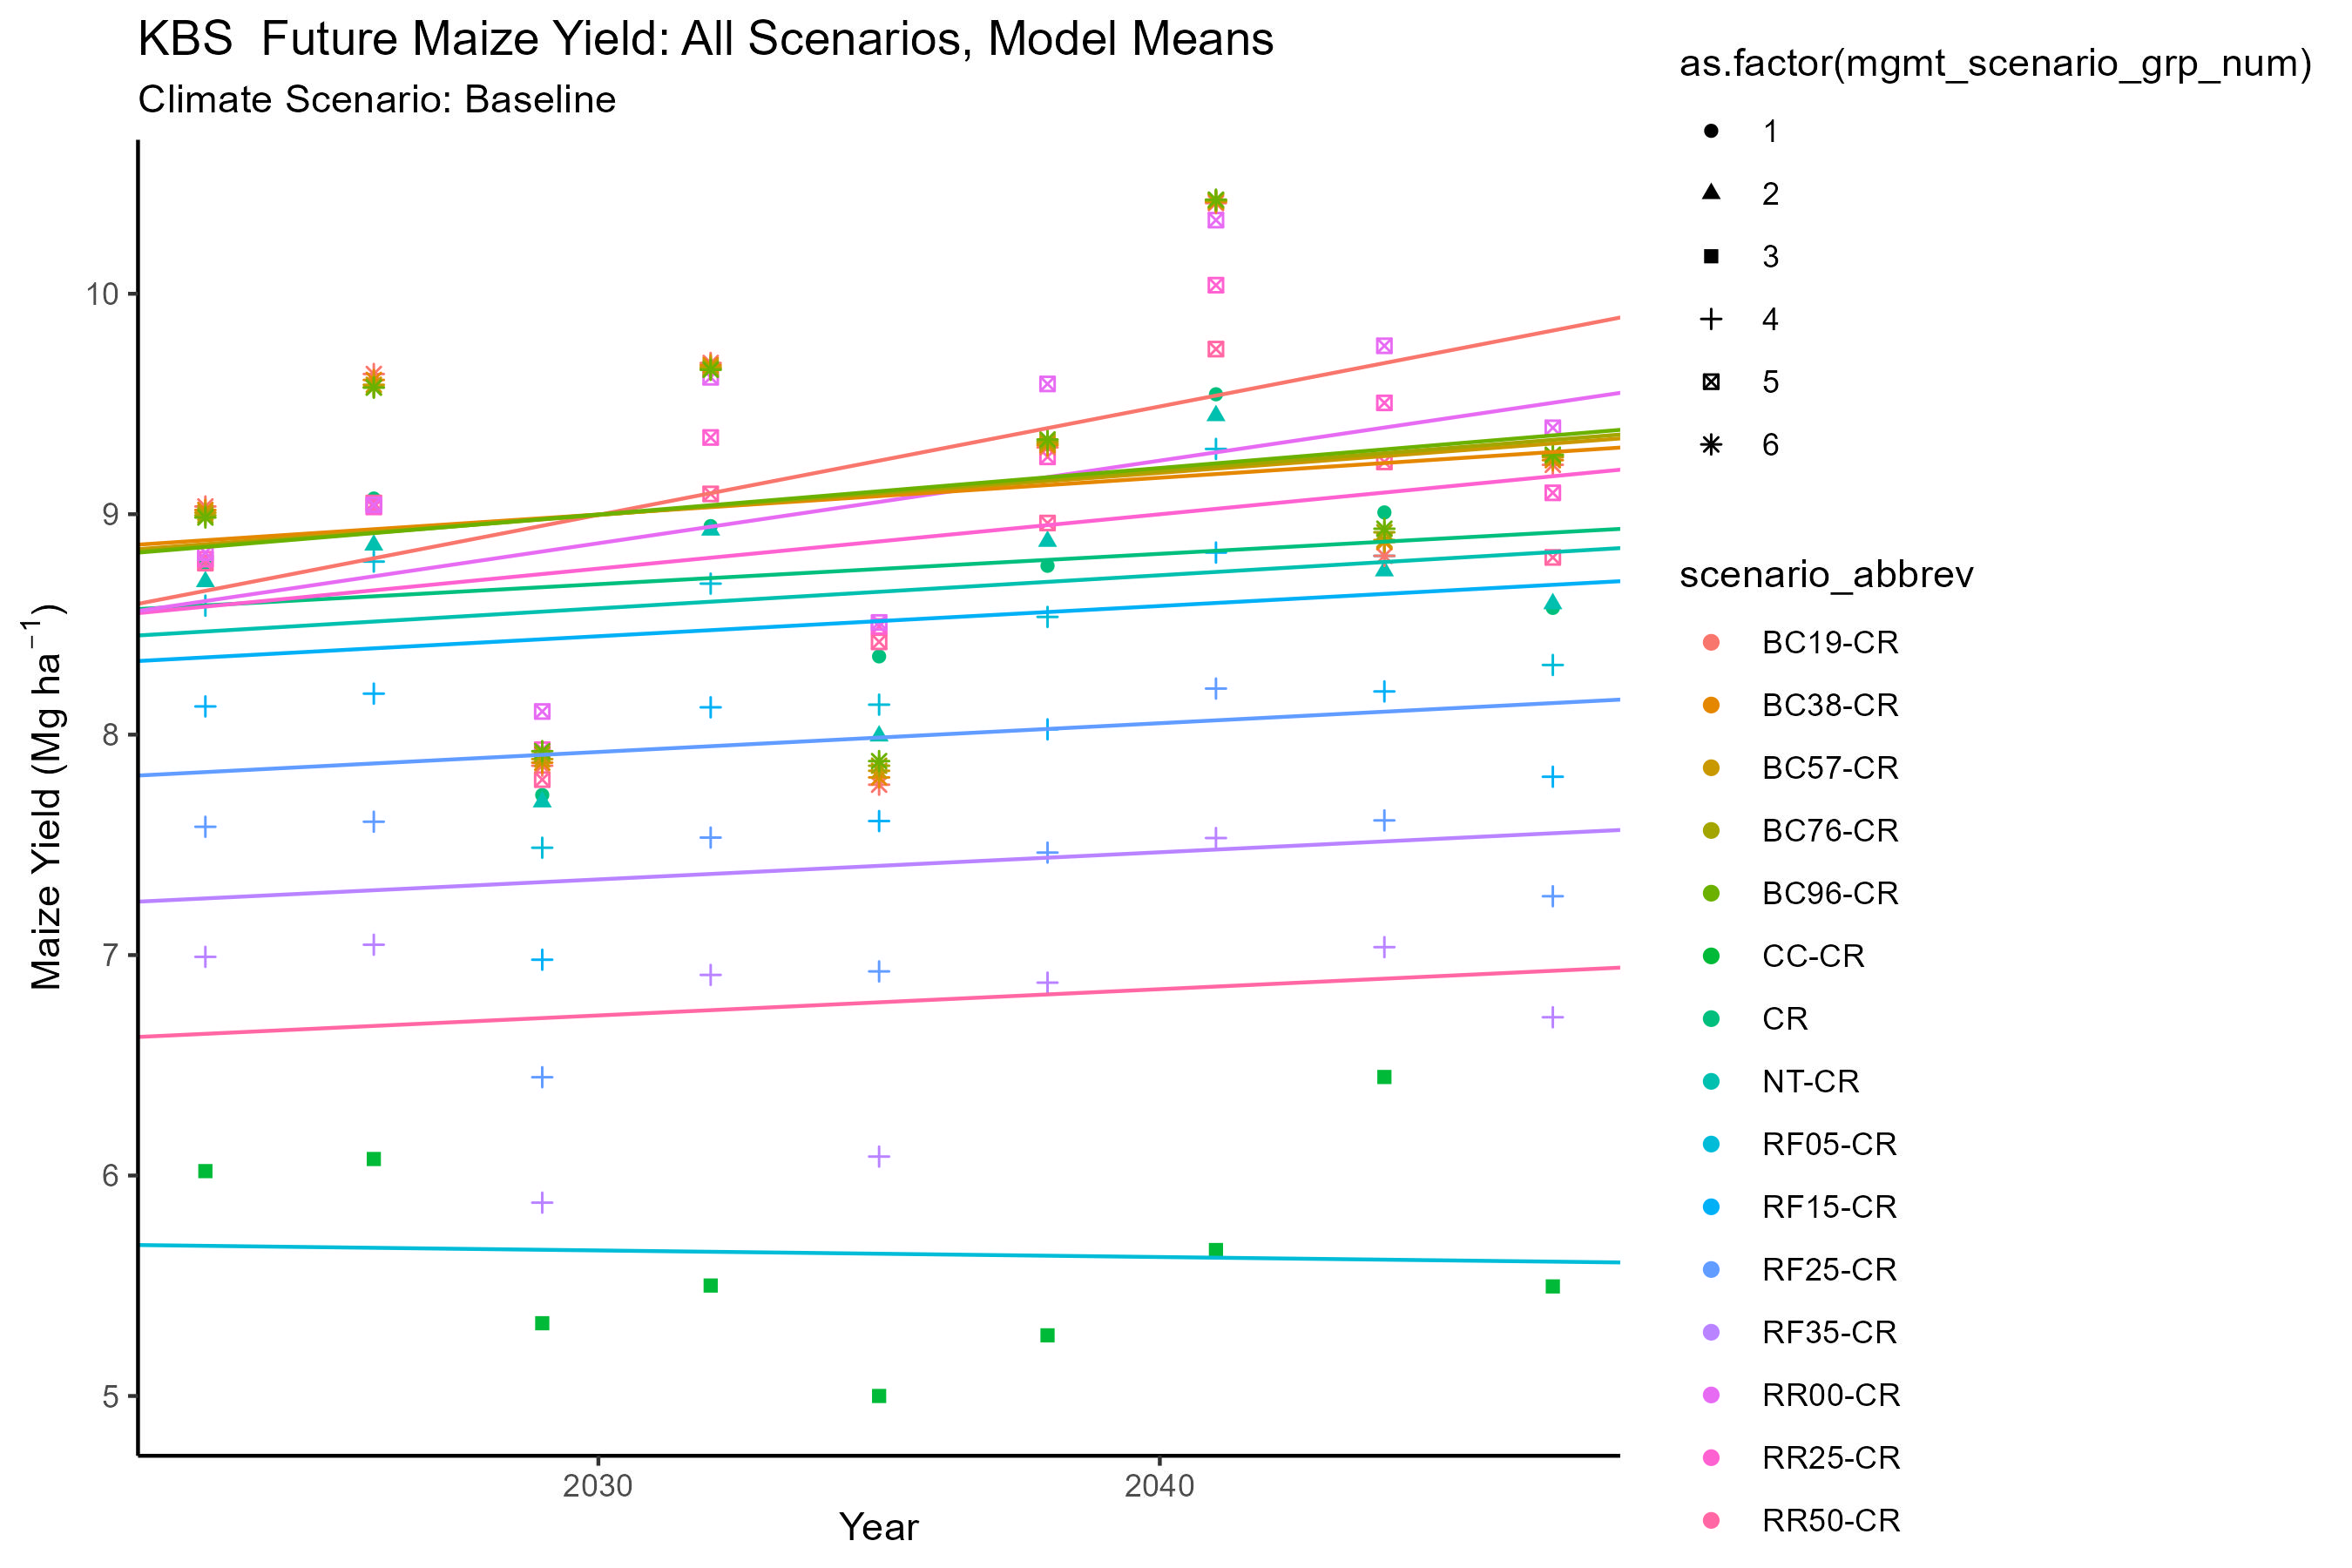 KBS  Future Maize Yield: All Scenarios, Model Means
Climate Scenario: Baseline
Maize Yield (Mg ha⁻¹)
10
9
8
7
6
5
2030
2040
Year
as.factor(mgmt_scenario_grp_num)
1
2
3
4
5
6
scenario_abbrev
BC19-CR
BC38-CR
BC57-CR
BC76-CR
BC96-CR
CC-CR
CR
NT-CR
RF05-CR
RF15-CR
RF25-CR
RF35-CR
RR00-CR
RR25-CR
RR50-CR